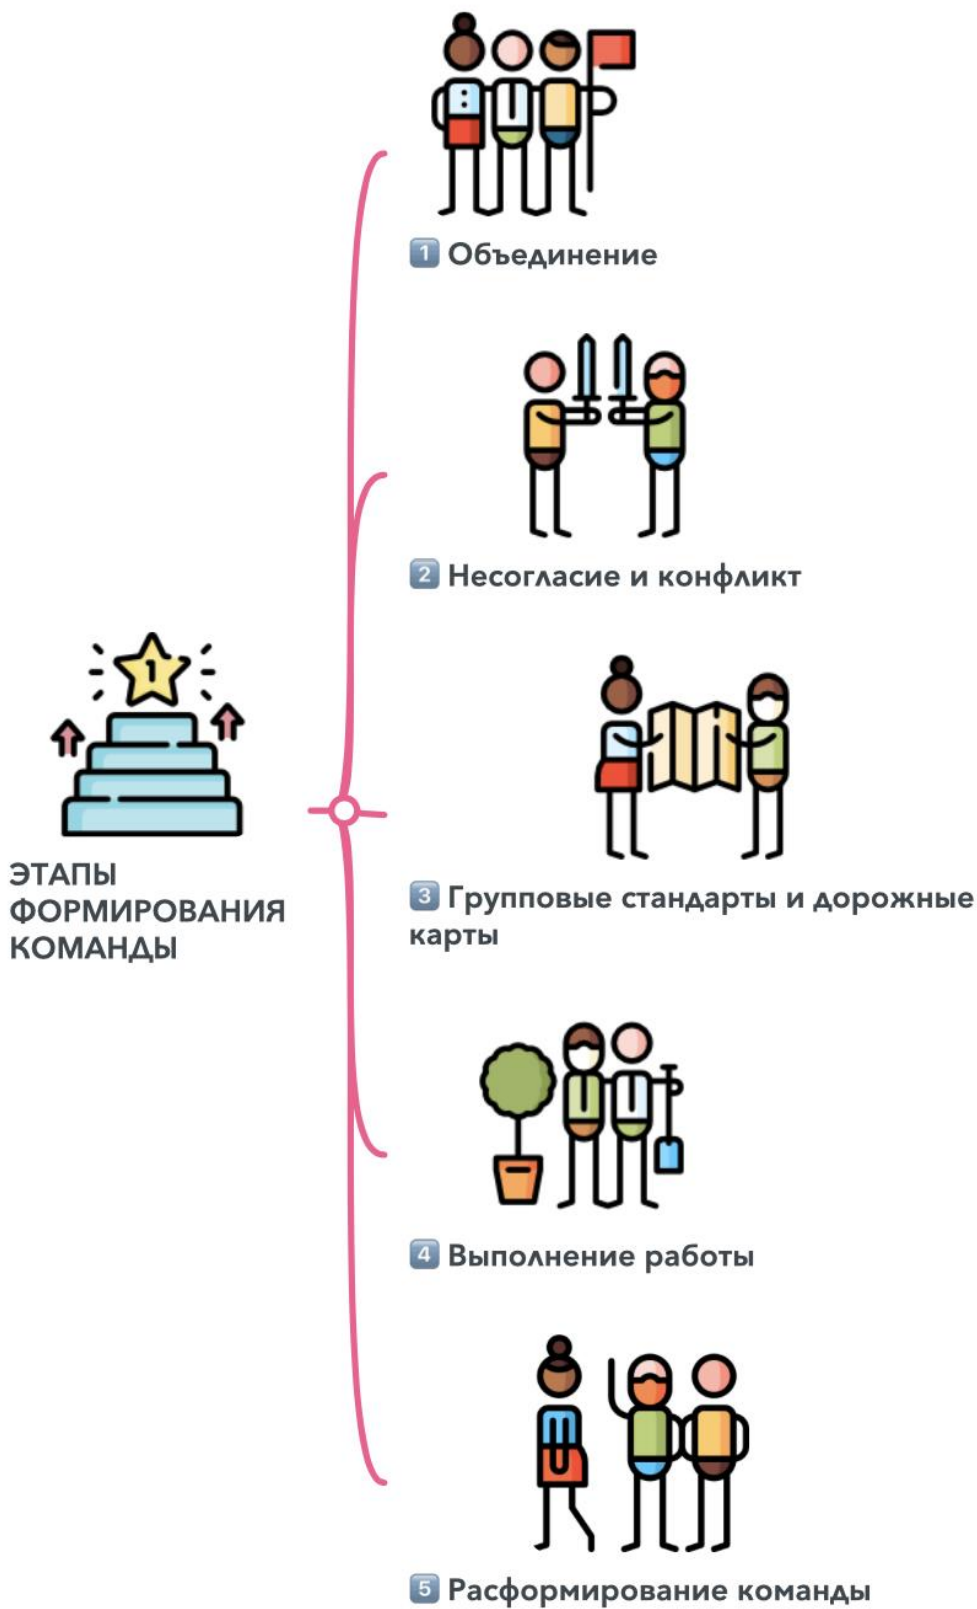 1 Объединение
2 Несогласие и конфликт
1
ЭТАПЫ
ФОРМИРОВАНИЯ
КОМАНДЫ
3 Групповые стандарты и дорожные
карты
4 Выполнение работы
5 Расформирование команды